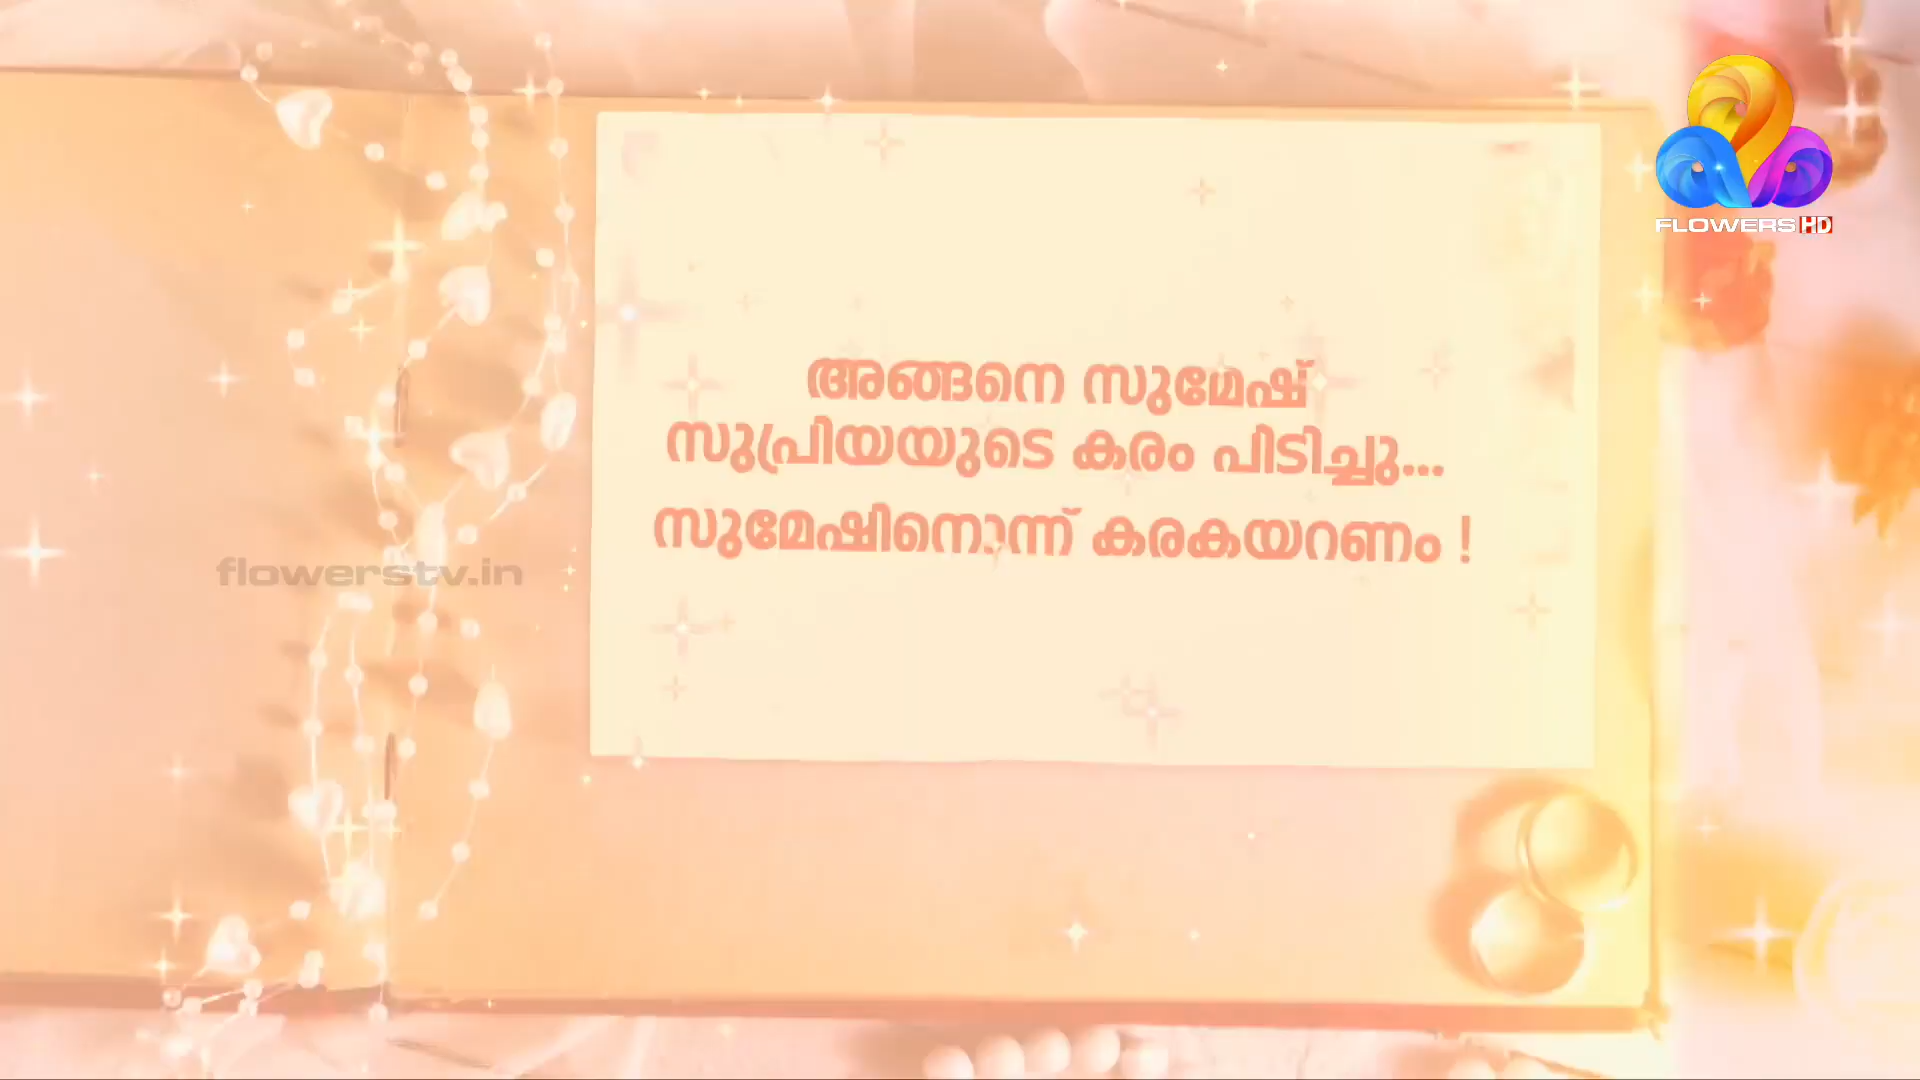 FLOWERS HD
അങ്ങനെ സുമേഷ്
സുപ്രിയയുടെ കരം പിടിച്ചു...
സുമേഷിനൊന്ന് കരകയറണം !
flowerstv.in